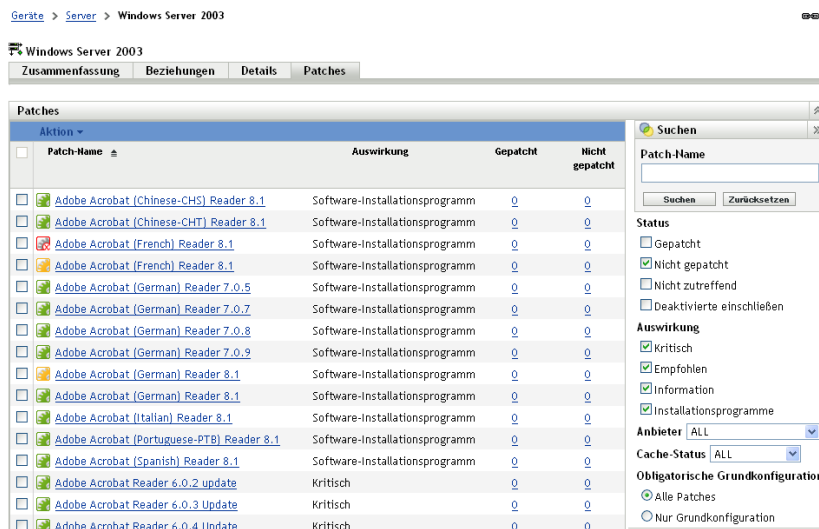 Geräte > Server > Windows Server 2003
Windows Server 2003
Zusammenfassung Beziehungen Details Patches
Patches
Aktion
Patch-Name Auswirkung Gepatcht Nicht gepatcht
Adobe Acrobat (Chinese-CHS) Reader 8.1 Software-Installationsprogramm 0 0
Adobe Acrobat (Chinese-CHT) Reader 8.1 Software-Installationsprogramm 0 0
Adobe Acrobat (French) Reader 8.1 Software-Installationsprogramm 0 0
Adobe Acrobat (French) Reader 8.1 Software-Installationsprogramm 0 0
Adobe Acrobat (German) Reader 7.0.5 Software-Installationsprogramm 0 0
Adobe Acrobat (German) Reader 7.0.7 Software-Installationsprogramm 0 0
Adobe Acrobat (German) Reader 7.0.8 Software-Installationsprogramm 0 0
Adobe Acrobat (German) Reader 7.0.9 Software-Installationsprogramm 0 0
Adobe Acrobat (German) Reader 8.1 Software-Installationsprogramm 0 0
Adobe Acrobat (German) Reader 8.1 Software-Installationsprogramm 0 0
Adobe Acrobat (Italian) Reader 8.1 Software-Installationsprogramm 0 0
Adobe Acrobat (Portuguese-PTB) Reader 8.1 Software-Installationsprogramm 0 0
Adobe Acrobat (Spanish) Reader 8.1 Software-Installationsprogramm 0 0
Adobe Acrobat Reader 6.0.2 update Kritisch 0 0
Adobe Acrobat Reader 6.0.3 Update Kritisch 0 0
Adobe Acrobat Reader 6.0.4 Update Kritisch 0 0
Suchen
Patch-Name
Suchen Zurücksetzen
Status
Gepatcht
Nicht gepatcht
Nicht zutreffend
Deaktivierte einschließen
Auswirkung
Kritisch
Empfohlen
Information
Installationsprogramme
Anbieter ALL
Cache-Status ALL
Obligatorische Grundkonfiguration
Alle Patches
Nur Grundkonfiguration